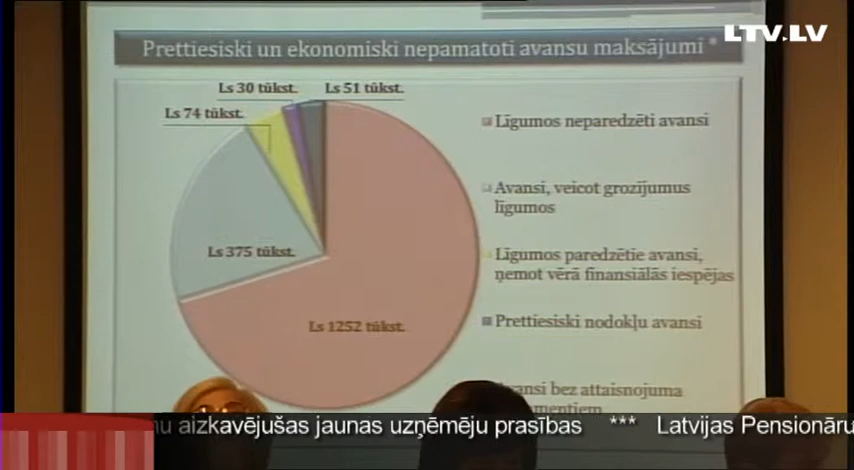 LTV.LV
Prettiesiski un ekonomiski nepamatoti avansu maksājumi *
Ls 30 tūkst.
Ls 51 tūkst.
Ls 74 tūkst.
Ls 375 tūkst.
Ls 1252 tūkst.
Līgumos neparedzēti avansi
Avansi, veicot grozījumus
līgumos
Līgumos paredzētie avansi,
ņemot vērā finansiālās iespējas
Prettiesiski nodokļu avansi
bez attaisnojuma
aizkavējušas jaunas uzņēmēju prasības *** Latvijas Pensionāru